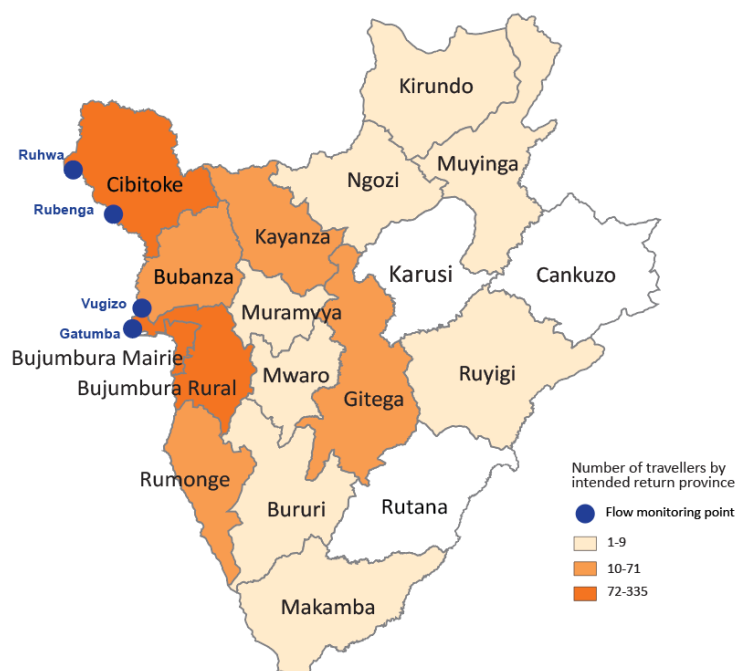 Kirundo
Muyinga
Ngozi
Ruhwa
Cibitoke
Rubenga
Kayanza
Karusi
Cankuzo
Bubanza
Vugizo
Muramvya
Gatumba
Bujumbura Mairie
Mwaro
Ruyigi
Bujumbura Rural
Gitega
Rumonge
Bururi
Rutana
Makamba
Number of travellers by
intended return province
Flow monitoring point
1-9
10-71
72-335